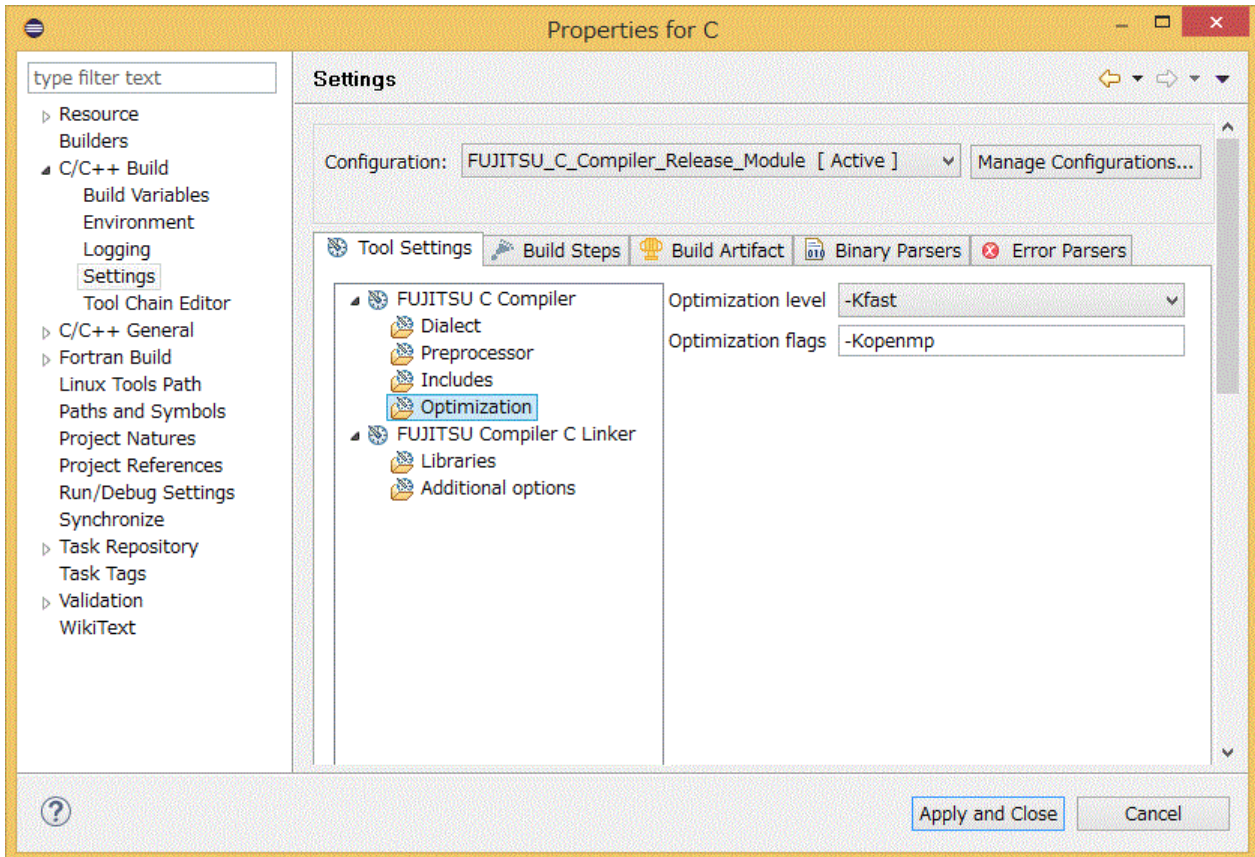 Properties for C
type filter text
Resource
Builders
C/C++ Build
Build Variables
Environment
Logging
Settings
Tool Chain Editor
C/C++ General
Fortran Build
Linux Tools Path
Paths and Symbols
Project Natures
Project References
Run/Debug Settings
Synchronize
Task Repository
Task Tags
Validation
WikiText
Settings
Configuration: FUJITSU_C_Compiler_Release_Module [ Active ] Manage Configurations...
Tool Settings Build Steps Build Artifact 010 Binary Parsers Error Parsers
FUJITSU C Compiler
Dialect
Preprocessor
Includes
Optimization
FUJITSU Compiler C Linker
Libraries
Additional options
Optimization level -Kfast
Optimization flags -Kopenmp
? Apply and Close Cancel